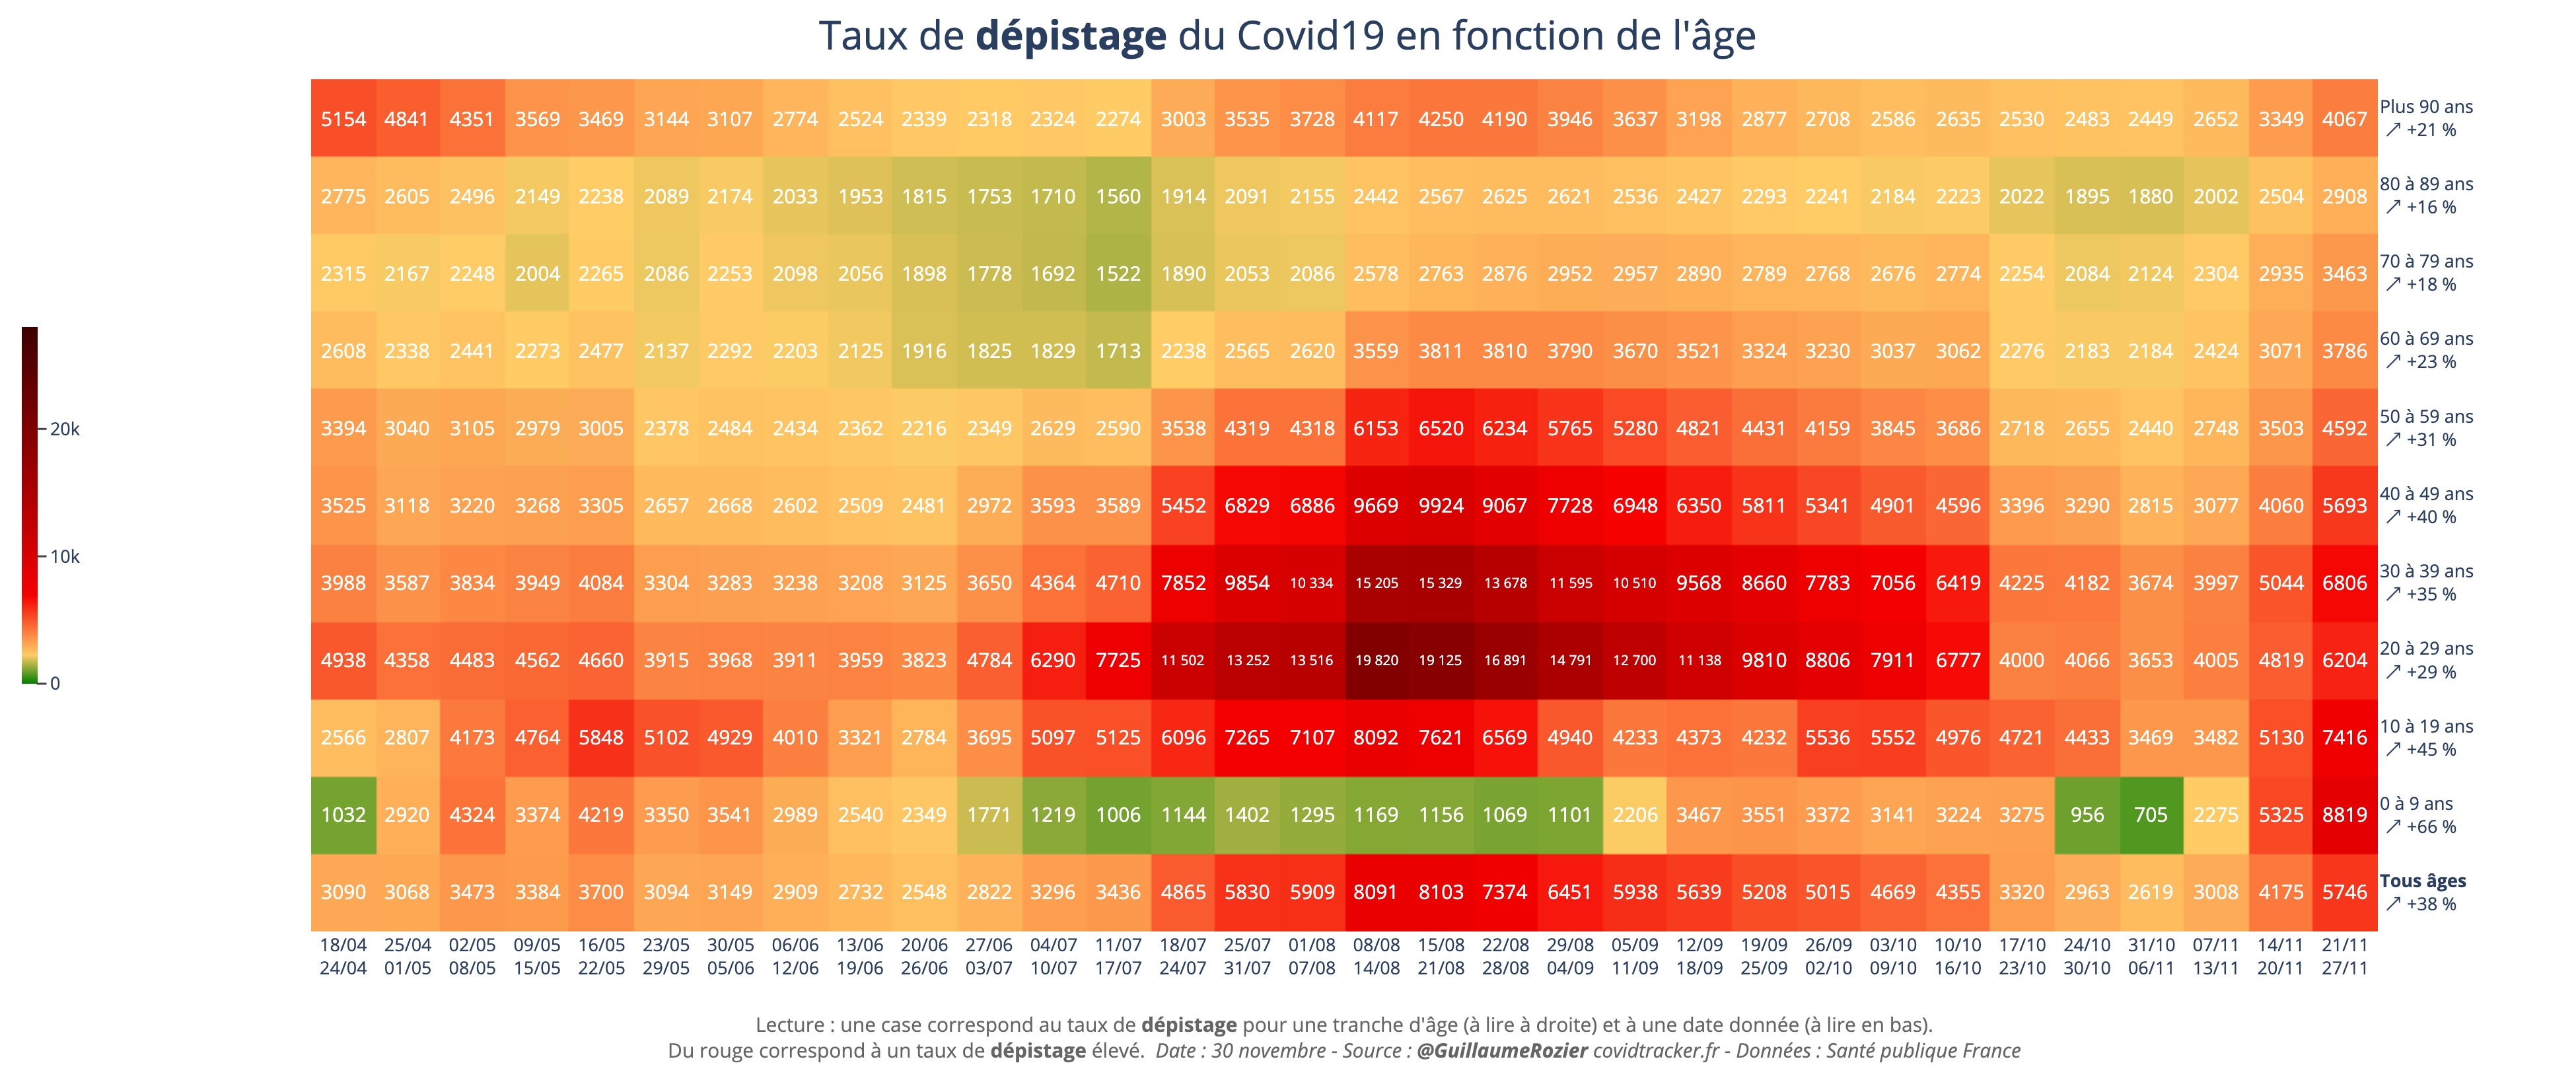 Taux de dépistage du Covid19 en fonction de l'âge
5154 4841 4351 3569 3469 3144 3107 2774 2524 2339 2318 2324 2274 3003 3535 3728 4117 4250 4190 3946 3637 3198 2877 2708 2586 2635 2530 2483 2449 2652 3349 4067 Plus 90 ans
↗ +21 %
2775 2605 2496 2149 2238 2089 2174 2033 1953 1815 1753 1710 1560 1914 2091 2155 2442 2567 2625 2621 2536 2427 2293 2241 2184 2223 2022 1895 1880 2002 2504 2908 80 à 89 ans
↗ +16 %
2315 2167 2248 2004 2265 2086 2253 2098 2056 1898 1778 1692 1522 1890 2053 2086 2578 2763 2876 2952 2957 2890 2789 2768 2676 2774 2254 2084 2124 2304 2935 3463 70 à 79 ans
↗ +18 %
2608 2338 2441 2273 2477 2137 2292 2203 2125 1916 1825 1829 1713 2238 2565 2620 3559 3811 3810 3790 3670 3521 3324 3230 3037 3062 2276 2183 2184 2424 3071 3786 60 à 69 ans
↗ +23 %
3394 3040 3105 2979 3005 2378 2484 2434 2362 2216 2349 2629 2590 3538 4319 4318 6153 6520 6234 5765 5280 4821 4431 4159 3845 3686 2718 2655 2440 2748 3503 4592 50 à 59 ans
↗ +31 %
3525 3118 3220 3268 3305 2657 2668 2602 2509 2481 2972 3593 3589 5452 6829 6886 9669 9924 9067 7728 6948 6350 5811 5341 4901 4596 3396 3290 2815 3077 4060 5693 40 à 49 ans
↗ +40 %
3988 3587 3834 3949 4084 3304 3283 3238 3208 3125 3650 4364 4710 7852 9854 10 334 15 205 15 329 13 678 11 595 10 510 9568 8660 7783 7056 6419 4225 4182 3674 3997 5044 6806 30 à 39 ans
↗ +35 %
4938 4358 4483 4562 4660 3915 3968 3911 3959 3823 4784 6290 7725 11 502 13 252 13 516 19 820 19 125 16 891 14 791 12 700 11 138 9810 8806 7911 6777 4000 4066 3653 4005 4819 6204 20 à 29 ans
↗ +29 %
2566 2807 4173 4764 5848 5102 4929 4010 3321 2784 3695 5097 5125 6096 7265 7107 8092 7621 6569 4940 4233 4373 4232 5536 5552 4976 4721 4433 3469 3482 5130 7416 10 à 19 ans
↗ +45 %
1032 2920 4324 3374 4219 3350 3541 2989 2540 2349 1771 1219 1006 1144 1402 1295 1169 1156 1069 1101 2206 3467 3551 3372 3141 3224 3275 956 705 2275 5325 8819 0 à 9 ans
↗ +66 %
3090 3068 3473 3384 3700 3094 3149 2909 2732 2548 2822 3296 3436 4865 5830 5909 8091 8103 7374 6451 5938 5639 5208 5015 4669 4355 3320 2963 2619 3008 4175 5746 Tous âges
↗ +38 %
18/04 25/04 02/05 09/05 16/05 23/05 30/05 06/06 13/06 20/06 27/06 04/07 11/07 18/07 25/07 01/08 08/08 15/08 22/08 29/08 05/09 12/09 19/09 26/09 03/10 10/10 17/10 24/10 31/10 07/11 14/11 21/11
24/04 01/05 08/05 15/05 22/05 29/05 05/06 12/06 19/06 26/06 03/07 10/07 17/07 24/07 31/07 07/08 14/08 21/08 28/08 04/09 11/09 18/09 25/09 02/10 09/10 16/10 23/10 30/10 06/11 13/11 20/11 27/11
20k
10k
0
Lecture : une case correspond au taux de dépistage pour une tranche d'âge (à lire à droite) et à une date donnée (à lire en bas).
Du rouge correspond à un taux de dépistage élevé. Date : 30 novembre - Source : @GuillaumeRozier covidtracker.fr - Données : Santé publique France